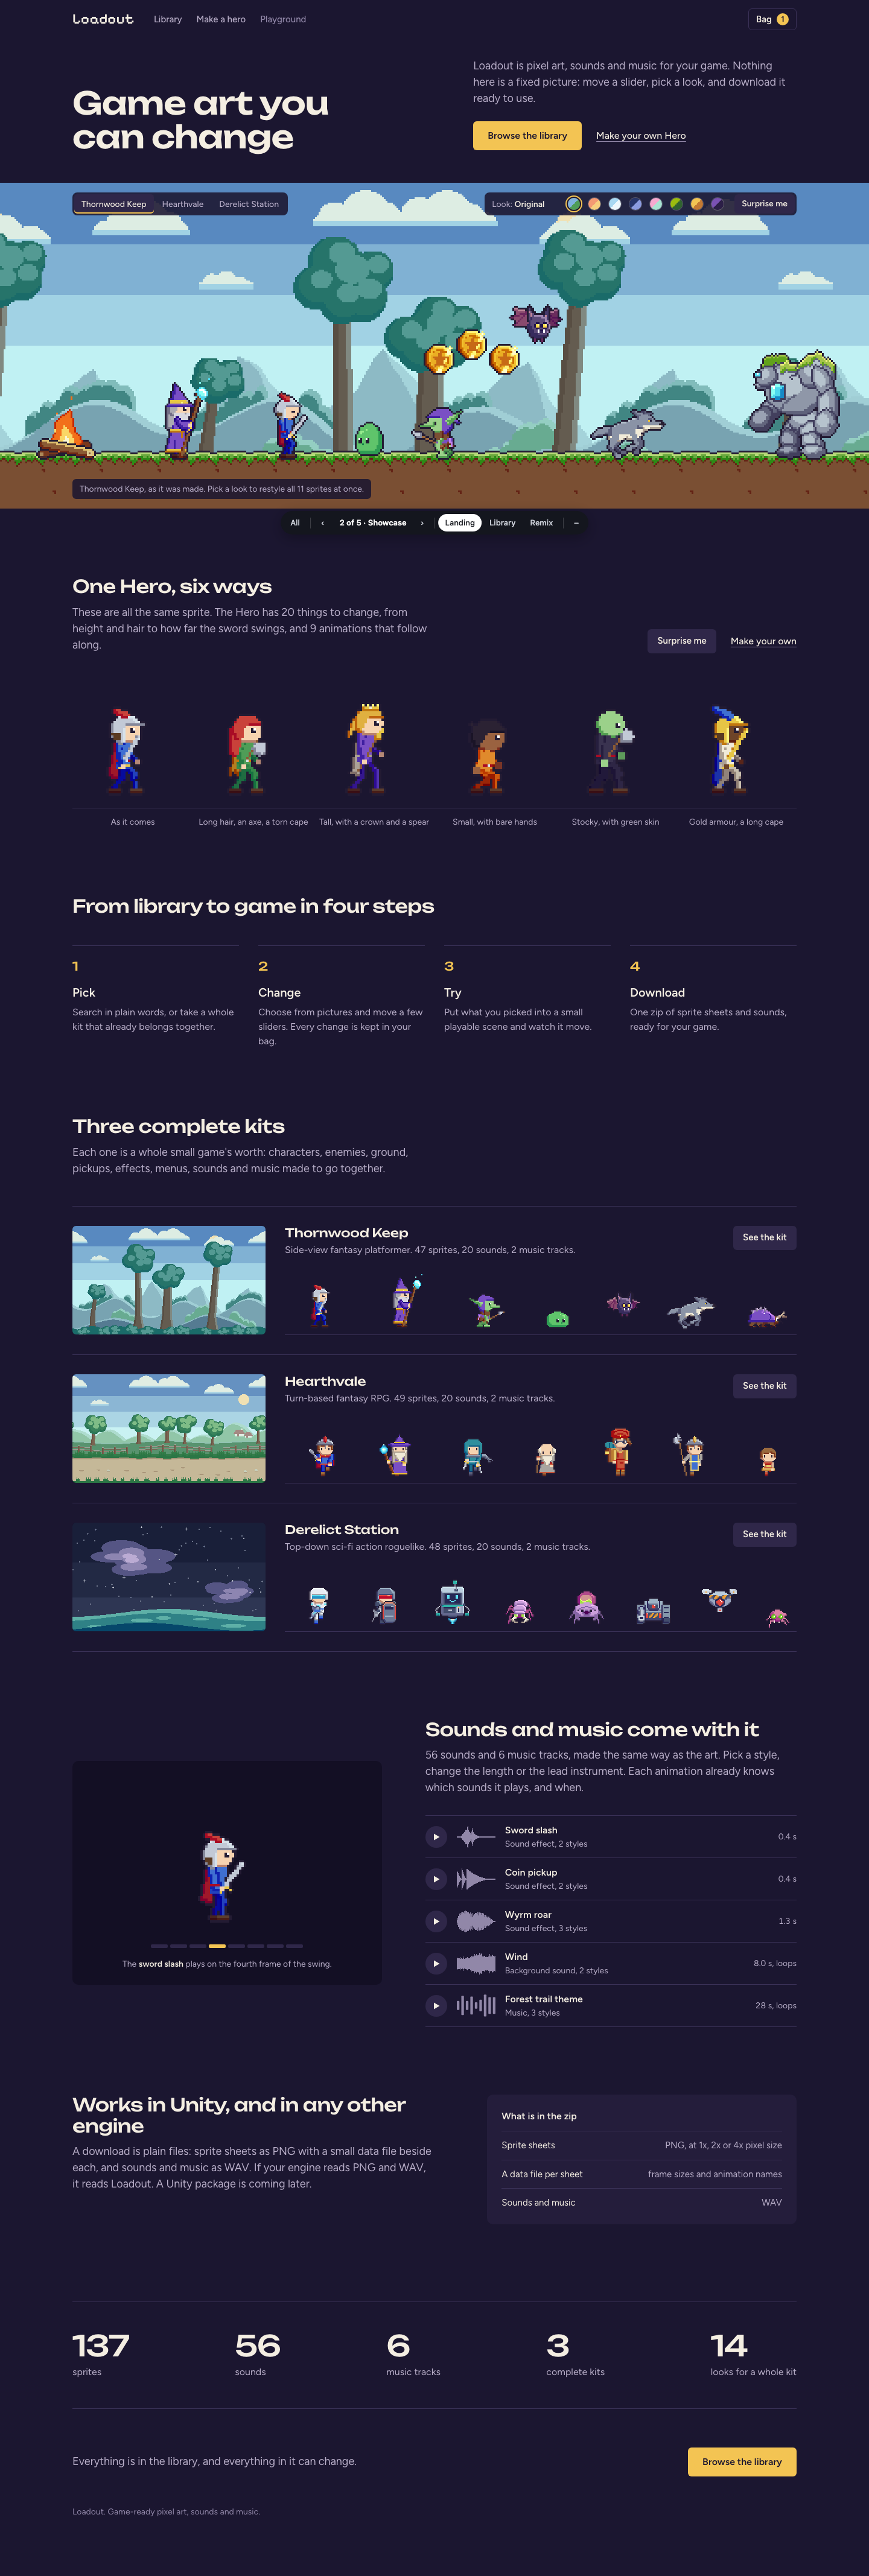 Loadout
Library
Make a hero
Playground
Bag 1
Game art you
can change
Loadout is pixel art, sounds and music for your game. Nothing
here is a fixed picture: move a slider, pick a look, and download it
ready to use.
Browse the library
Make your own Hero
Thornwood Keep
Hearthvale
Derelict Station
Look: Original
Surprise me
Thornwood Keep, as it was made. Pick a look to restyle all 11 sprites at once.
All
‹
2 of 5 · Showcase
›
Landing
Library
Remix
–
One Hero, six ways
These are all the same sprite. The Hero has 20 things to change, from
height and hair to how far the sword swings, and 9 animations that follow
along.
Surprise me
Make your own
As it comes
Long hair, an axe, a torn cape
Tall, with a crown and a spear
Small, with bare hands
Stocky, with green skin
Gold armour, a long cape
From library to game in four steps
1
Pick
Search in plain words, or take a whole
kit that already belongs together.
2
Change
Choose from pictures and move a few
sliders. Every change is kept in your
bag.
3
Try
Put what you picked into a small
playable scene and watch it move.
4
Download
One zip of sprite sheets and sounds,
ready for your game.
Three complete kits
Each one is a whole small game's worth: characters, enemies, ground,
pickups, effects, menus, sounds and music made to go together.
Thornwood Keep
Side-view fantasy platformer. 47 sprites, 20 sounds, 2 music tracks.
See the kit
Hearthvale
Turn-based fantasy RPG. 49 sprites, 20 sounds, 2 music tracks.
See the kit
Derelict Station
Top-down sci-fi action roguelike. 48 sprites, 20 sounds, 2 music tracks.
See the kit
Sounds and music come with it
56 sounds and 6 music tracks, made the same way as the art. Pick a style,
change the length or the lead instrument. Each animation already knows
which sounds it plays, and when.
The sword slash plays on the fourth frame of the swing.
Sword slash
Sound effect, 2 styles
0.4 s
Coin pickup
Sound effect, 2 styles
0.4 s
Wyrm roar
Sound effect, 3 styles
1.3 s
Wind
Background sound, 2 styles
8.0 s, loops
Forest trail theme
Music, 3 styles
28 s, loops
Works in Unity, and in any other
engine
A download is plain files: sprite sheets as PNG with a small data file beside
each, and sounds and music as WAV. If your engine reads PNG and WAV,
it reads Loadout. A Unity package is coming later.
What is in the zip
Sprite sheets
PNG, at 1x, 2x or 4x pixel size
A data file per sheet
frame sizes and animation names
Sounds and music
WAV
137
sprites
56
sounds
6
music tracks
3
complete kits
14
looks for a whole kit
Everything is in the library, and everything in it can change.
Browse the library
Loadout. Game-ready pixel art, sounds and music.